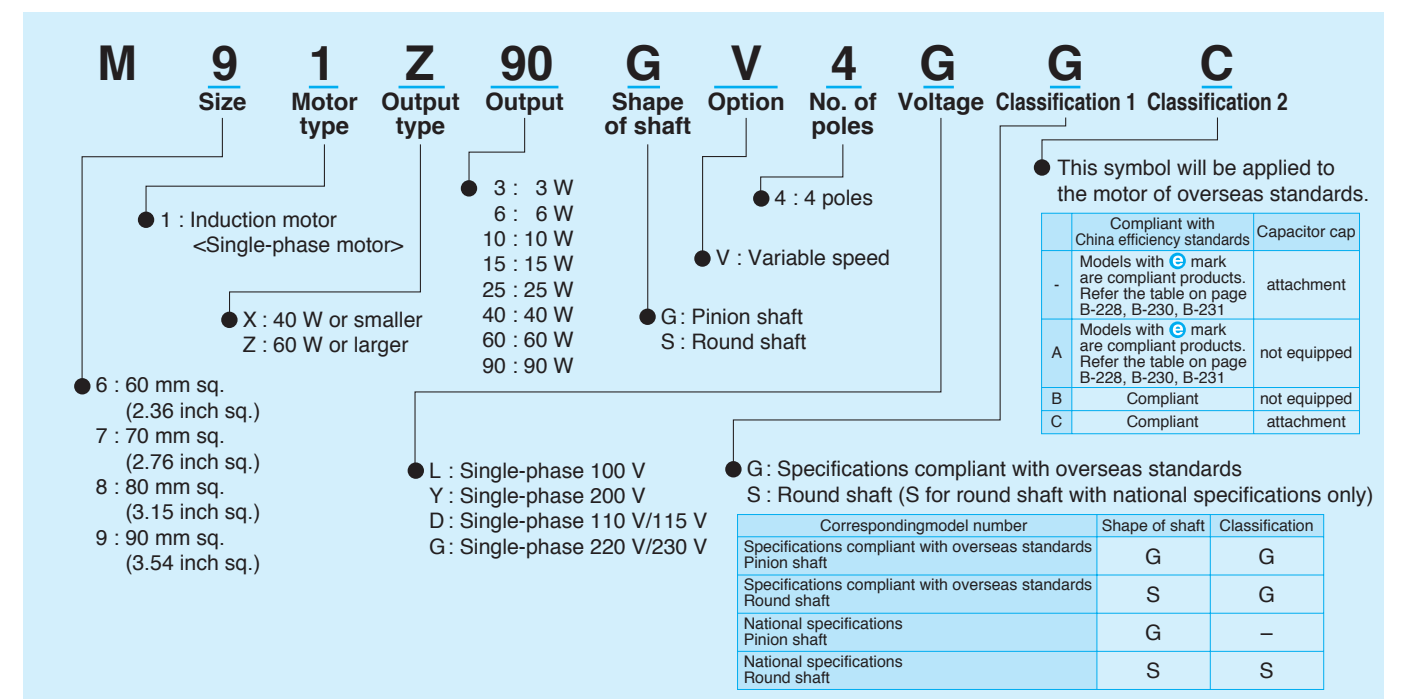 M 9 1 Z 90 G V 4 G G C
Size Motor type Output type Output Shape of shaft Option No. of poles Voltage Classification 1 Classification 2
6 : 60 mm sq.
(2.36 inch sq.)
7 : 70 mm sq.
(2.76 inch sq.)
8 : 80 mm sq.
(3.15 inch sq.)
9 : 90 mm sq.
(3.54 inch sq.)
1 : Induction motor
<Single-phase motor>
X : 40 W or smaller
Z : 60 W or larger
3 : 3 W
6 : 6 W
10 : 10 W
15 : 15 W
25 : 25 W
40 : 40 W
60 : 60 W
90 : 90 W
G : Pinion shaft
S : Round shaft
V : Variable speed
4 : 4 poles
L : Single-phase 100 V
Y : Single-phase 200 V
D : Single-phase 110 V/115 V
G : Single-phase 220 V/230 V
G : Specifications compliant with overseas standards
S : Round shaft (S for round shaft with national specifications only)
Correspondingmodel number Shape of shaft Classification
Specifications compliant with overseas standards
Pinion shaft G G
Specifications compliant with overseas standards
Round shaft S G
National specifications
Pinion shaft G –
National specifications
Round shaft S S
This symbol will be applied to
the motor of overseas standards.
Compliant with
China efficiency standards Capacitor cap
- Models with e mark
are compliant products.
Refer the table on page
B-228, B-230, B-231 attachment
A Models with e mark
are compliant products.
Refer the table on page
B-228, B-230, B-231 not equipped
B Compliant not equipped
C Compliant attachment